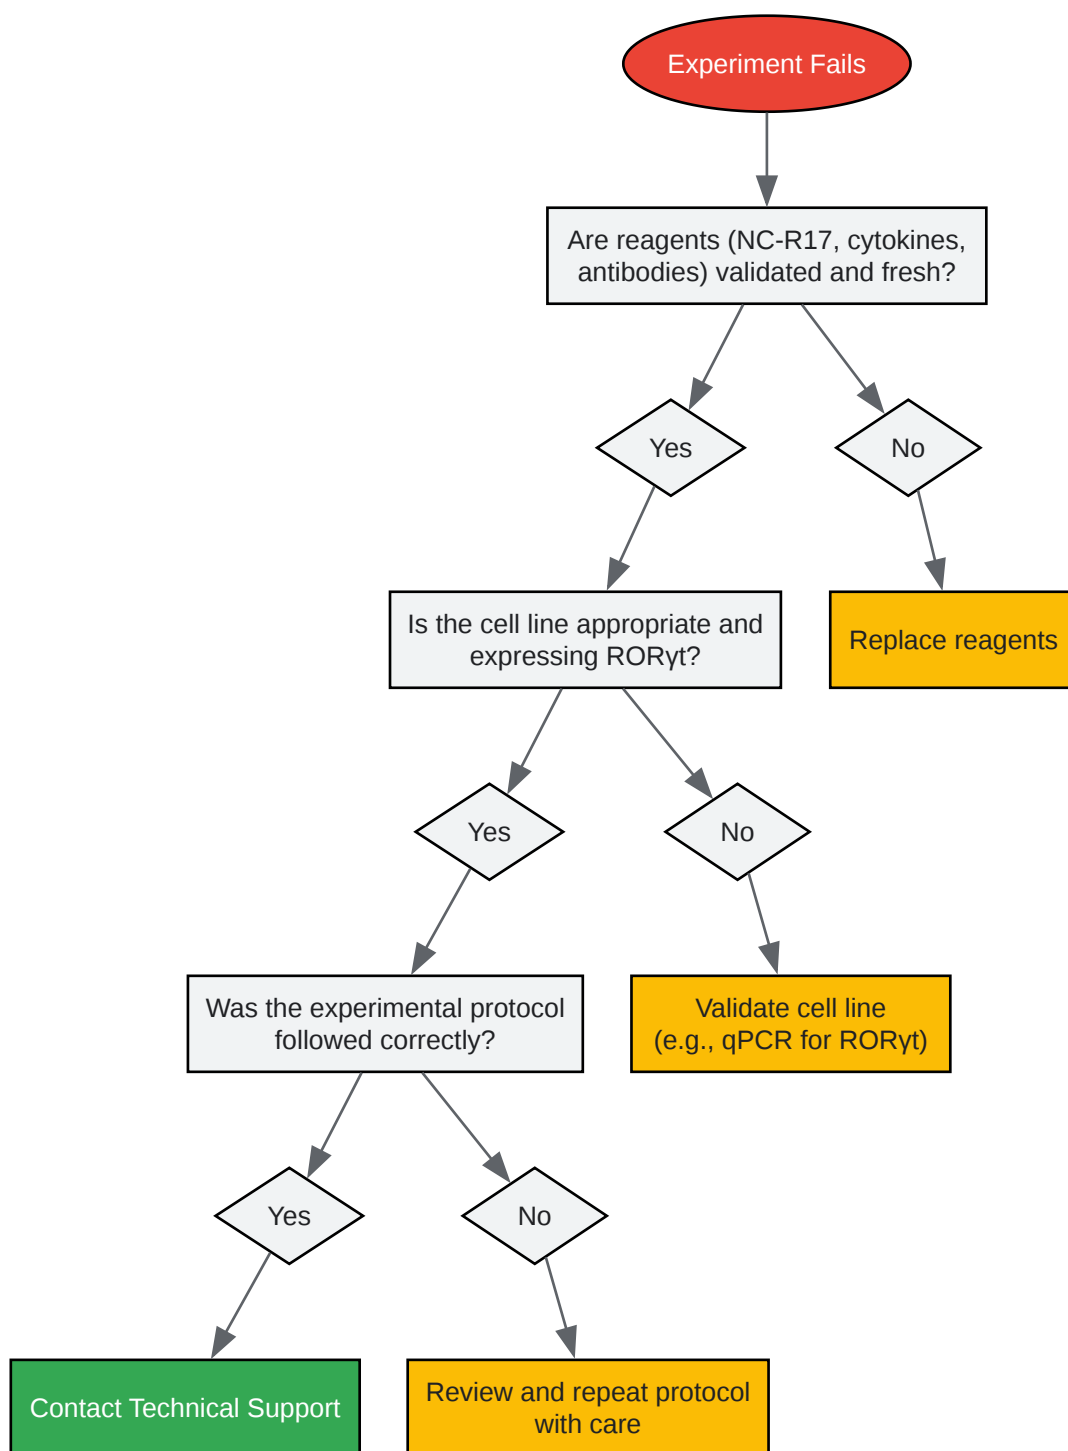 Experiment Fails
Are reagents (NC-R17, cytokines,
antibodies) validated and fresh?
Yes
No
Is the cell line appropriate and
expressing RORγt?
Replace reagents
Yes
No
Was the experimental protocol
followed correctly?
Validate cell line
(e.g., qPCR for RORγt)
Yes
No
Contact Technical Support
Review and repeat protocol
with care